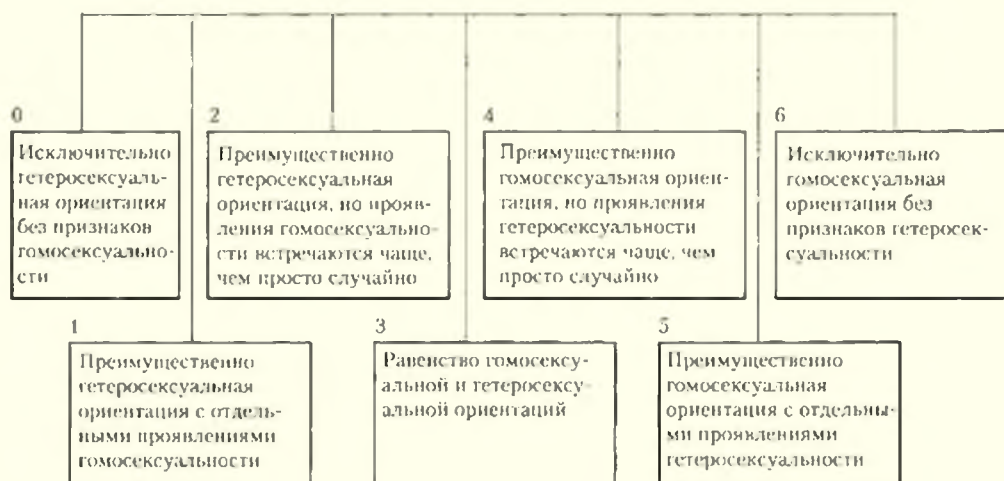 0
Исключительно
гетеросексуаль-
ная ориентация
без признаков
гомосексуально-
сти
2
Преимущественно
гетеросексуальная
ориентация, но прояв-
ления гомосексуально-
сти встречаются чаще,
чем просто случайно
4
Преимущественно
гомосексуальная ориен-
тация, но проявления
гетеросексуальности
встречаются чаще, чем
просто случайно
6
Исключительно
гомосексуальная
ориентация без
признаков гетеросек-
суальности
1
Преимущественно
гетеросексуальная
ориентация с отдель-
ными проявлениями
гомосексуальности
3
Равенство гомосексу-
альной и гетеросексу-
альной ориентаций
5
Преимущественно
гомосексуальная
ориентация с отдельны-
ми проявлениями
гетеросексуальности